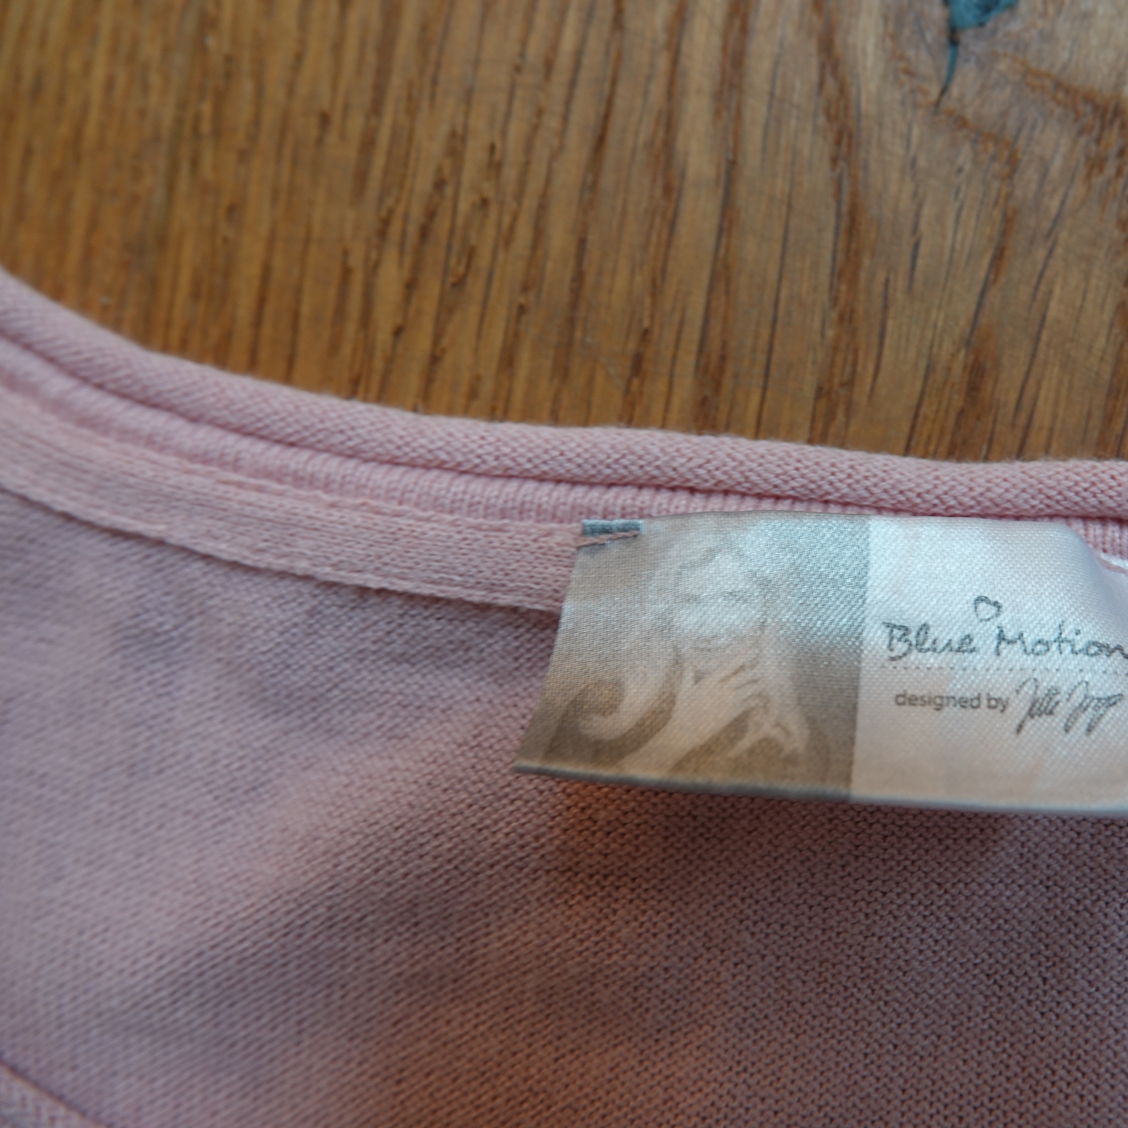 Blue Motion
designed by